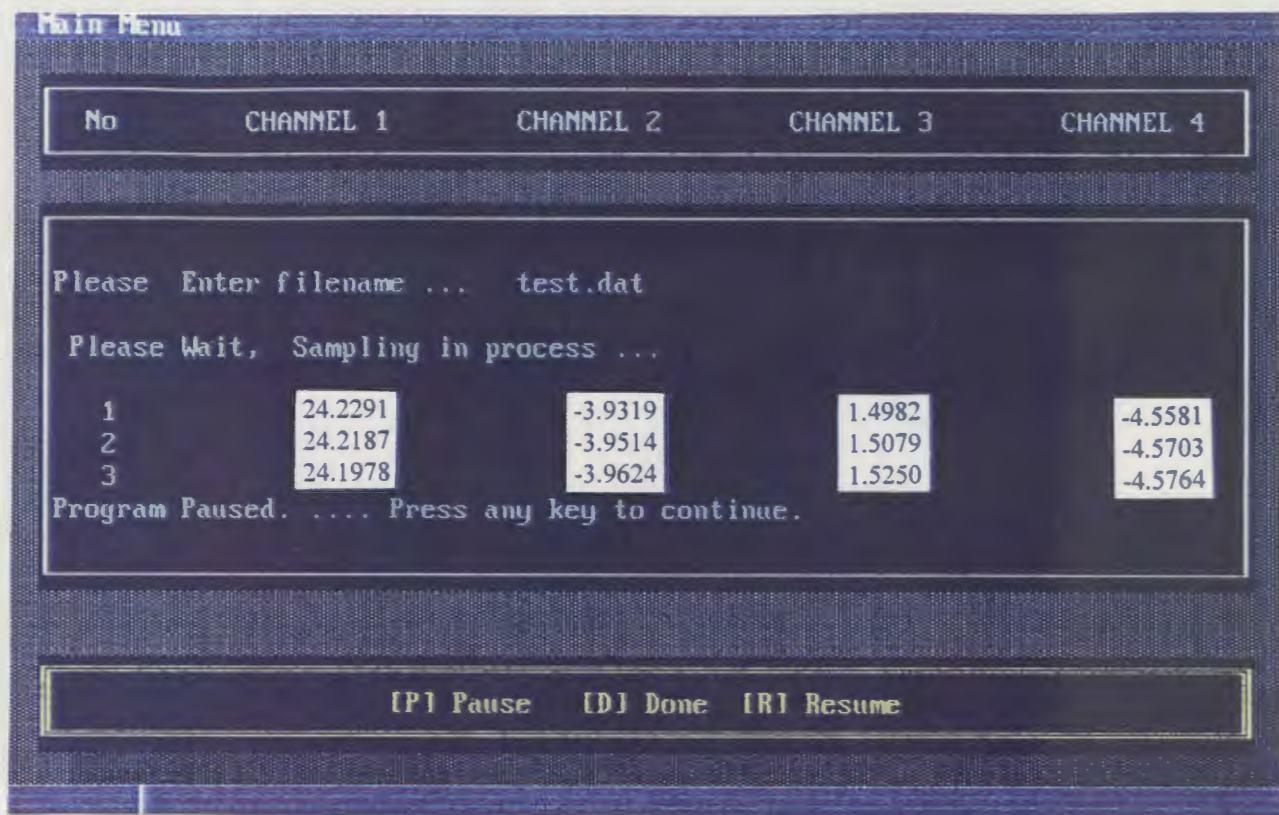 Main Menu
No CHANNEL 1 CHANNEL 2 CHANNEL 3 CHANNEL 4
Please Enter filename ... test.dat
Please Wait, Sampling in process ...
1 24.2291 -3.9319 1.4982 -4.5581
2 24.2187 -3.9514 1.5079 -4.5703
3 24.1978 -3.9624 1.5250 -4.5764
Program Paused. .... Press any key to continue.
[P] Pause [D] Done [R] Resume